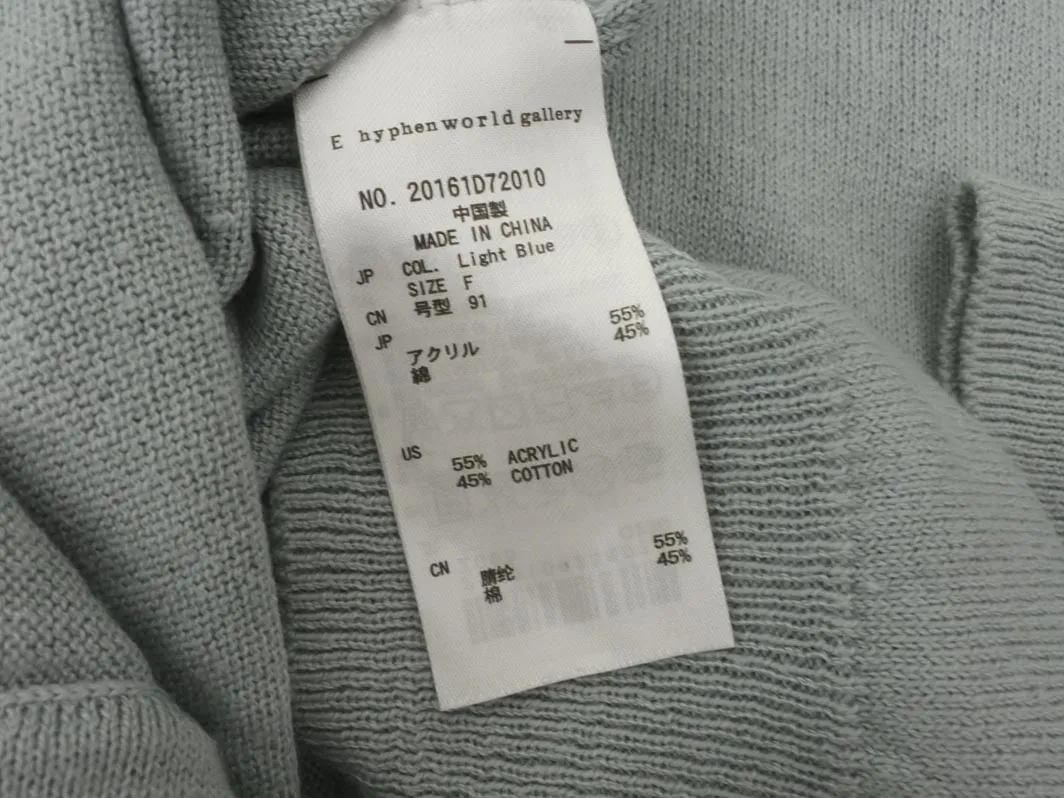 E hyphen world gallery
NO. 20161D72010
中国製
MADE IN CHINA
JP COL. Light Blue
SIZE F
CN 号型 91
JP
アクリル 55%
綿 45%
US
55% ACRYLIC
45% COTTON
CN
腈纶 55%
棉 45%